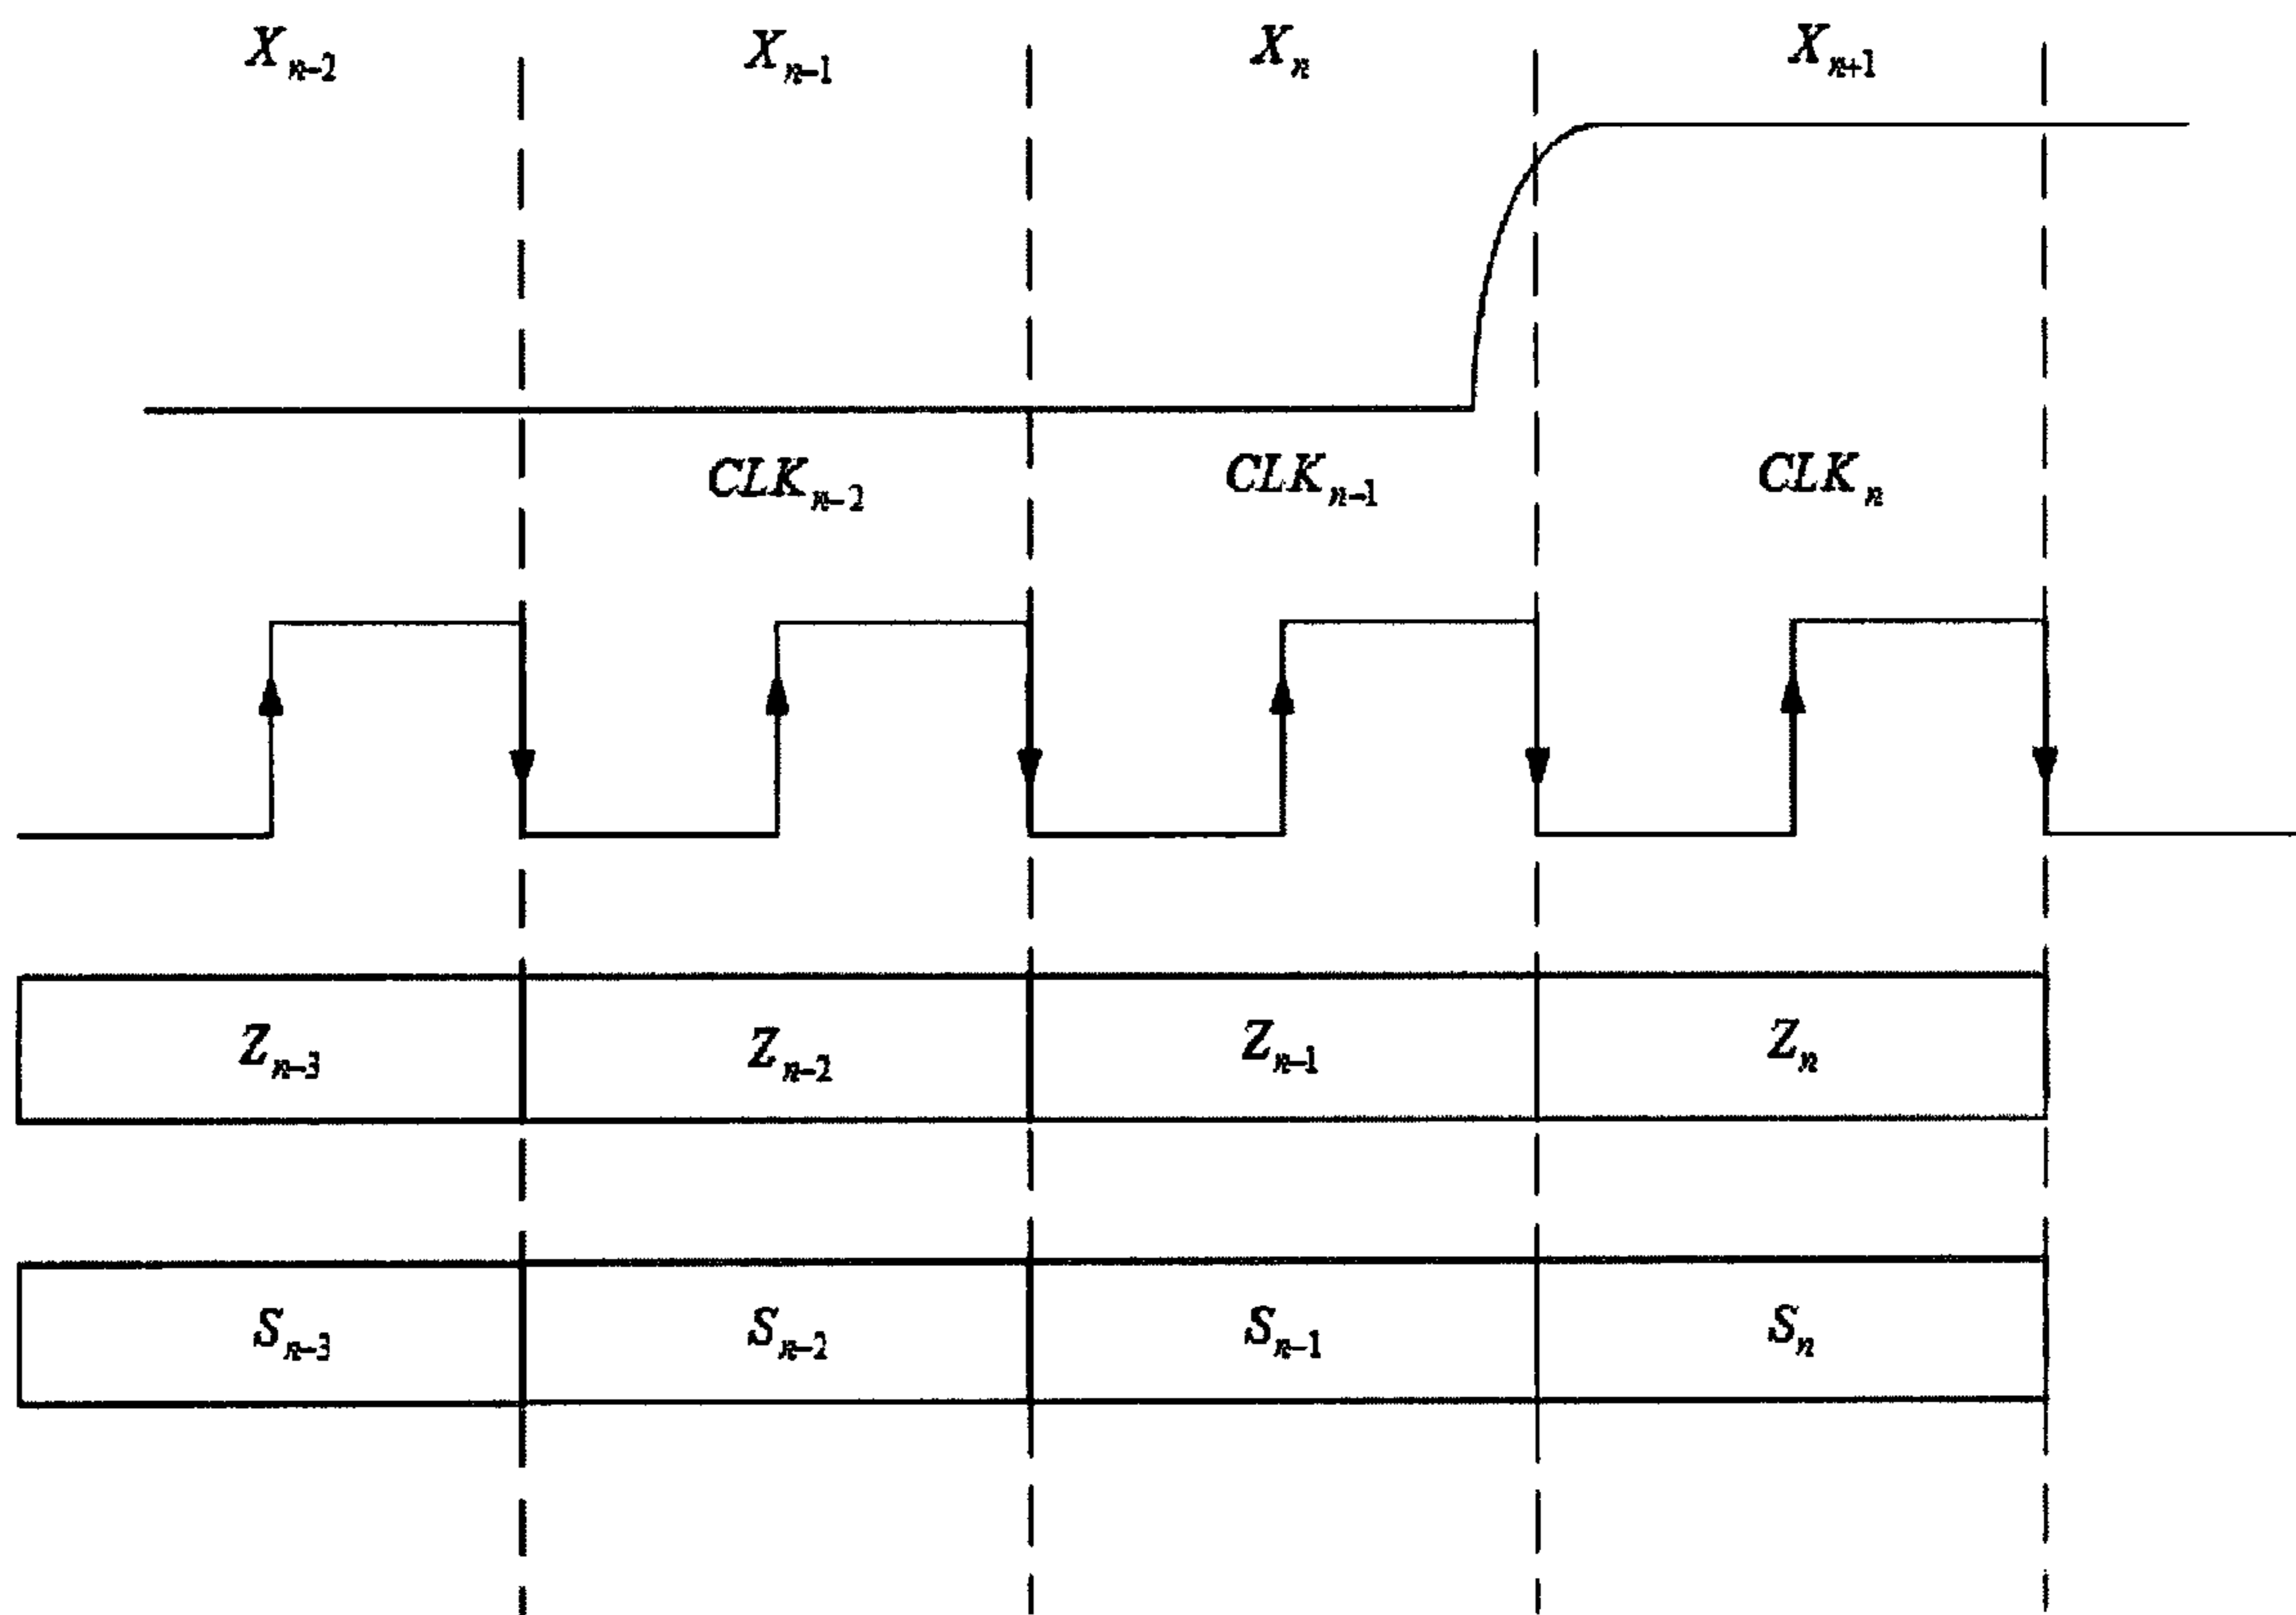 X_{n-2} X_{n-1} X_n X_{n+1}
CLK_{n-2} CLK_{n-1} CLK_n
Z_{n-3} Z_{n-2} Z_{n-1} Z_n
S_{n-3} S_{n-2} S_{n-1} S_n